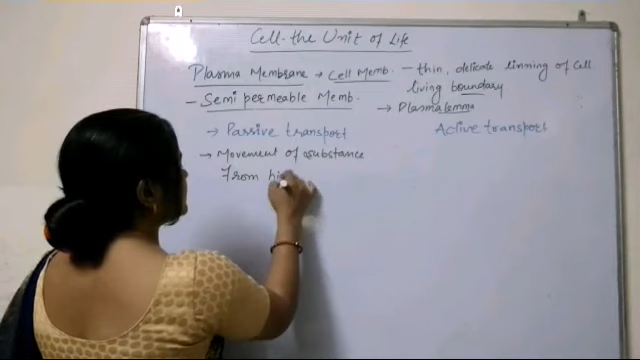 Cell-the Unit of Life
Plasma Membrane → Cell Memb. - thin, delicate linning of Cell
living boundary
- Semi permeable Memb. → Plasmalemma
→ Passive transport Active transport
→ Movement of substance
From hi